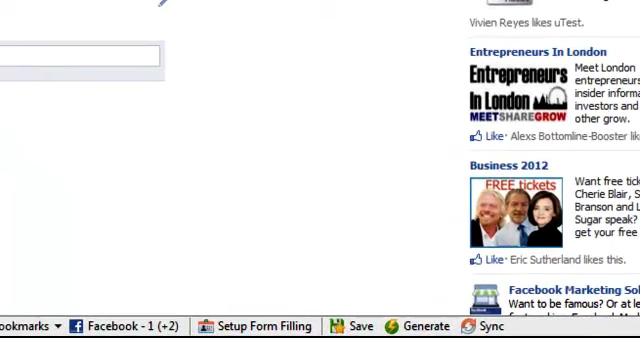 Vivien Reyes likes uTest.
Entrepreneurs In London
Entrepreneurs
In London
MEETSHAREGROW
Meet London
entrepreneurs
insider informa
investors and
other grow.
Like · Alexs Bottomline-Booster lik
Business 2012
FREE tickets
Want free tick
Cherie Blair, S
Branson and L
Sugar speak?
get your free
Like · Eric Sutherland likes this.
Facebook Marketing Sol
Want to be famous? Or at le
ookmarks
Facebook - 1 (+2)
Setup Form Filling
Save
Generate
Sync